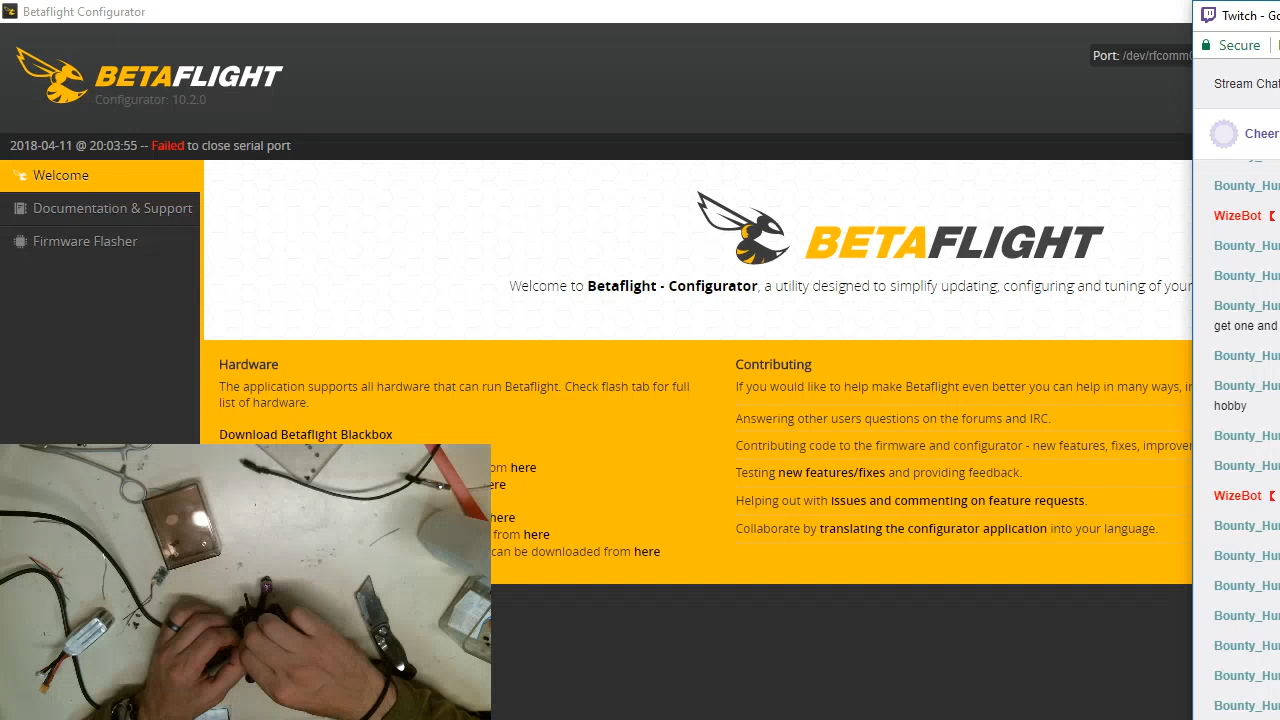 Betaflight Configurator
BETAFLIGHT
Configurator: 10.2.0
Port: /dev/rfcomm
2018-04-11 @ 20:03:55 -- Failed to close serial port
Welcome
Documentation & Support
Firmware Flasher
BETAFLIGHT
Welcome to Betaflight - Configurator, a utility designed to simplify updating, configuring and tuning of your
Hardware
The application supports all hardware that can run Betaflight. Check flash tab for full
list of hardware.
Download Betaflight Blackbox
from here
here
from here
can be downloaded from here
Contributing
If you would like to help make Betaflight even better you can help in many ways,
Answering other users questions on the forums and IRC.
Contributing code to the firmware and configurator - new features, fixes,
Testing new features/fixes and providing feedback.
Helping out with issues and commenting on feature requests.
Collaborate by translating the configurator application into your language.
Twitch -
Secure
Stream
Cheer
Bounty_Hu
WizeBot
Bounty_Hu
Bounty_Hu
Bounty_Hu
get one and
Bounty_Hu
Bounty_Hu
hobby
Bounty_Hu
Bounty_Hu
WizeBot
Bounty_Hu
Bounty_Hu
Bounty_Hu
Bounty_Hu
Bounty_Hu
Bounty_Hu
Bounty_Hu